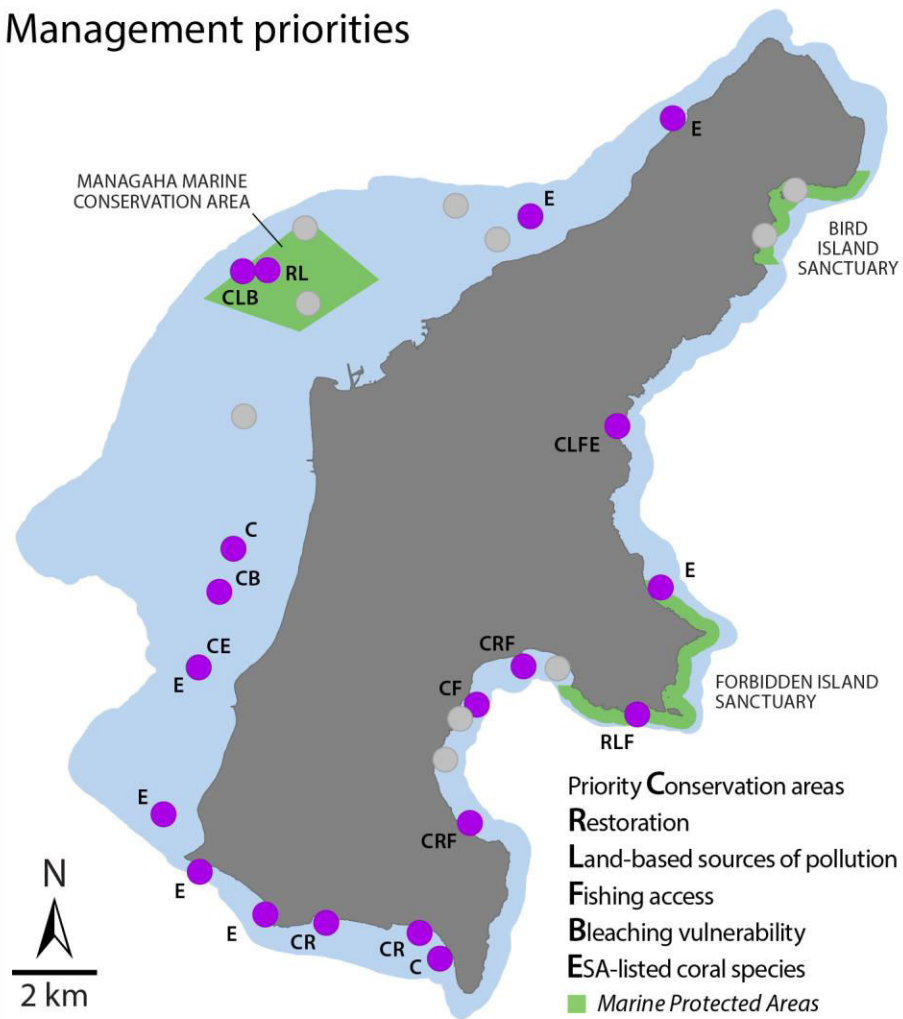 Management priorities
E
MANAGAHA MARINE
CONSERVATION AREA
E
BIRD
ISLAND
SANCTUARY
RL
CLB
CLFE
C
CB
E
CE
CRF
E
CF
FORBIDDEN ISLAND
SANCTUARY
RLF
E
CRF
E
E
CR
CR
C
Priority Conservation areas
Restoration
Land-based sources of pollution
Fishing access
Bleaching vulnerability
ESA-listed coral species
Marine Protected Areas
N
2 km